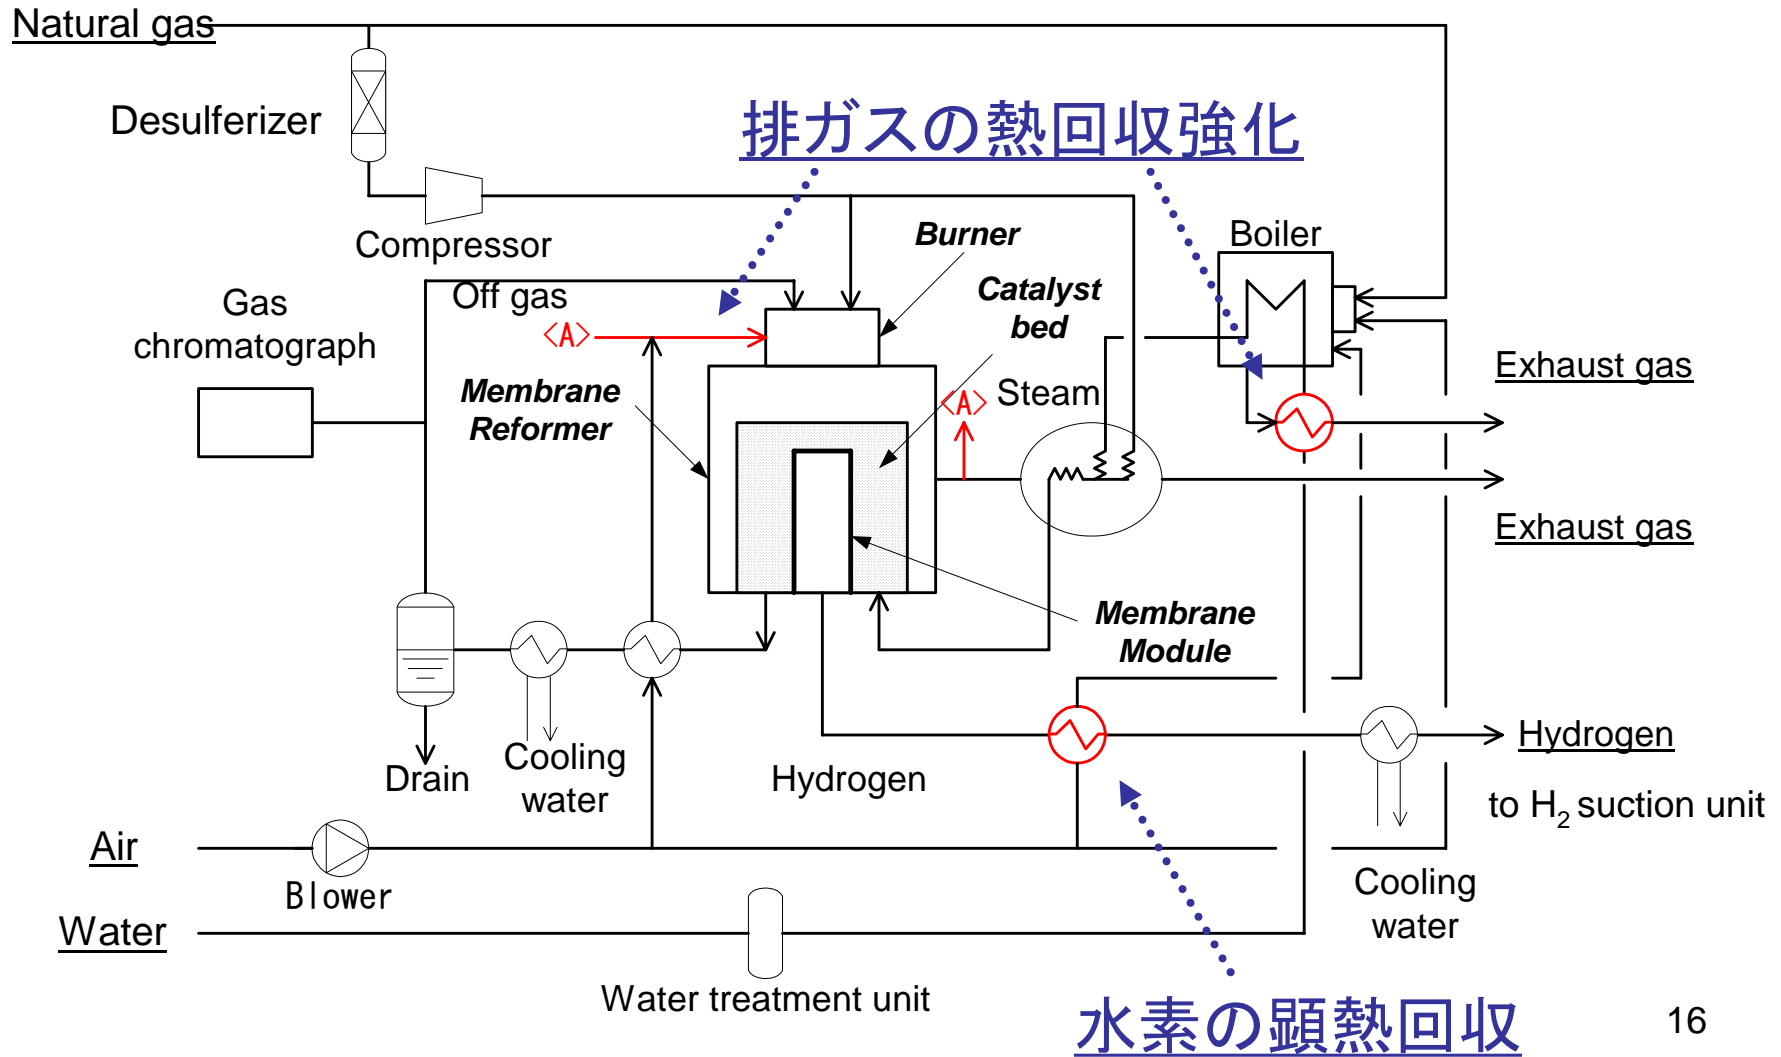 Natural gas
Desulferizer
排ガスの熱回収強化
Compressor
Burner
Boiler
Off gas
Catalyst
bed
Gas
chromatograph
<A>
Exhaust gas
Membrane
Reformer
<A>
Steam
Exhaust gas
Membrane
Module
Hydrogen
Drain
Cooling
water
Hydrogen
to H2 suction unit
Air
Blower
Cooling
water
Water
Water treatment unit
水素の顕熱回収
16